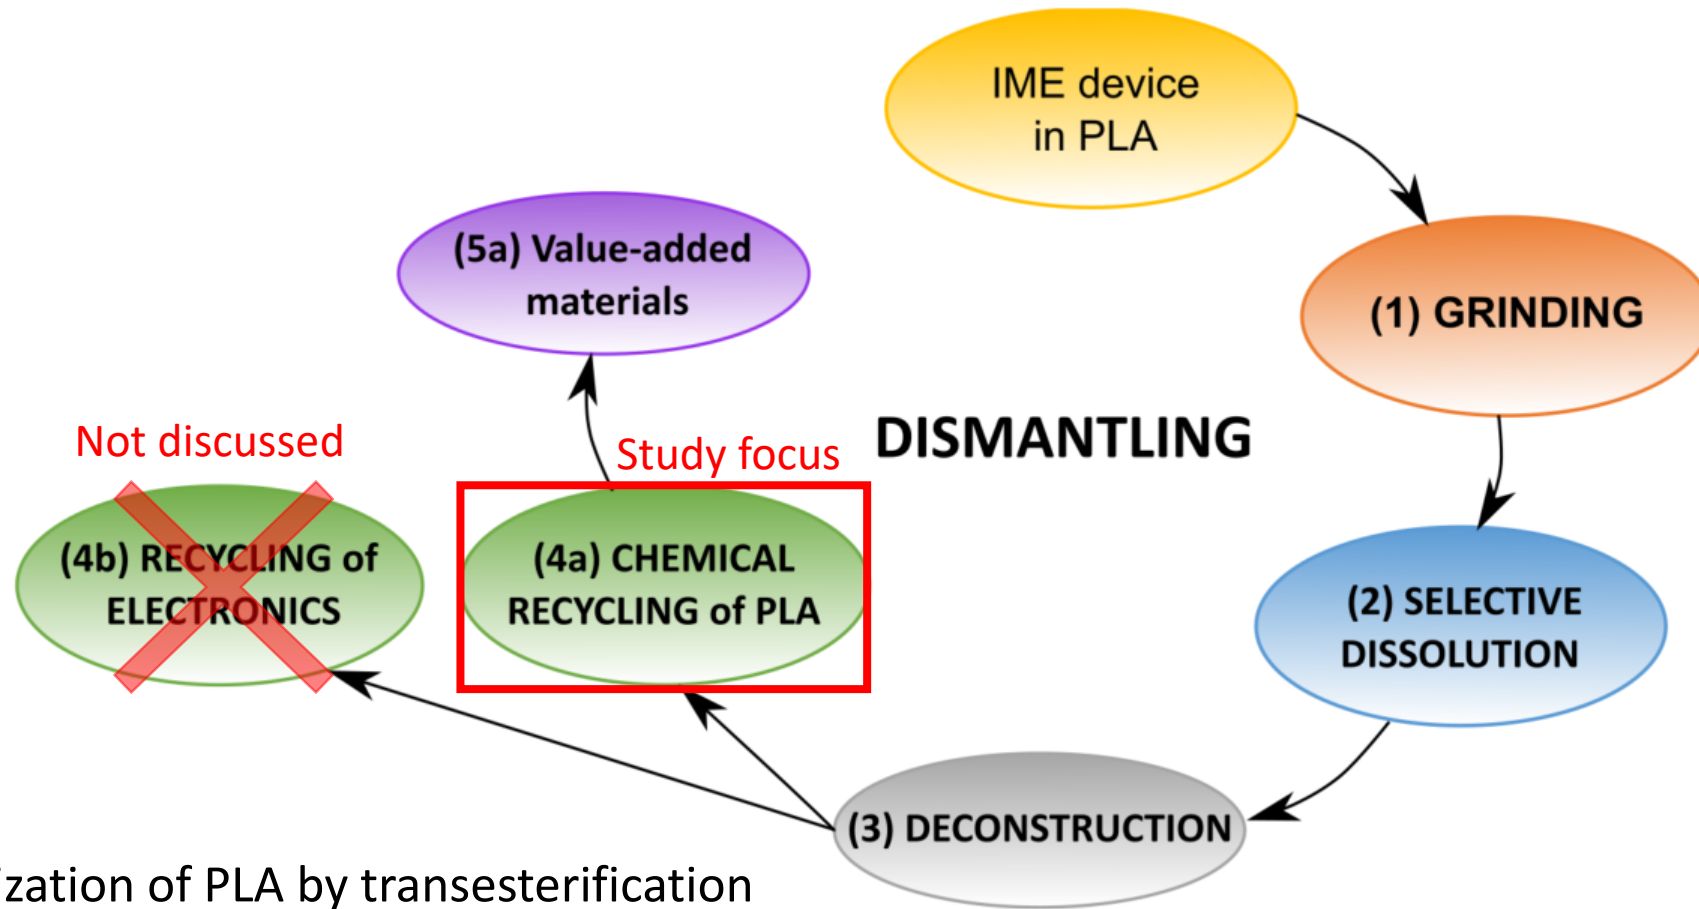 IME device
in PLA
(1) GRINDING
(2) SELECTIVE
DISSOLUTION
(3) DECONSTRUCTION
Study focus
(4a) CHEMICAL
RECYCLING of PLA
Not discussed
(4b) RECYCLING of
ELECTRONICS
(5a) Value-added
materials
DISMANTLING
ization of PLA by transesterification